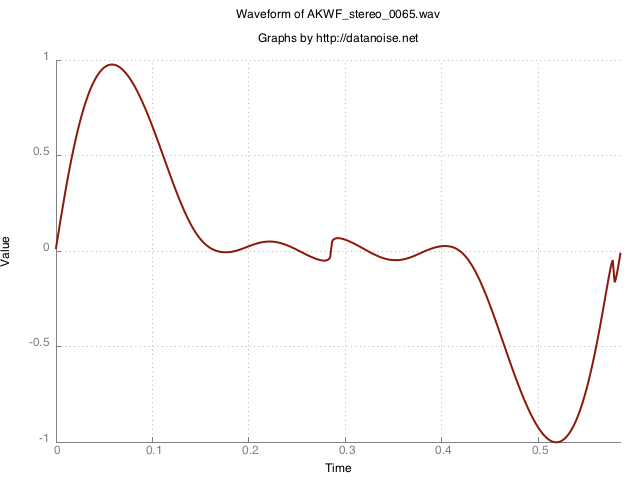 Waveform of AKWF_stereo_0065.wav
Graphs by http://datanoise.net
1
0.5
0
-0.5
-1
Value
0 0.1 0.2 0.3 0.4 0.5
Time